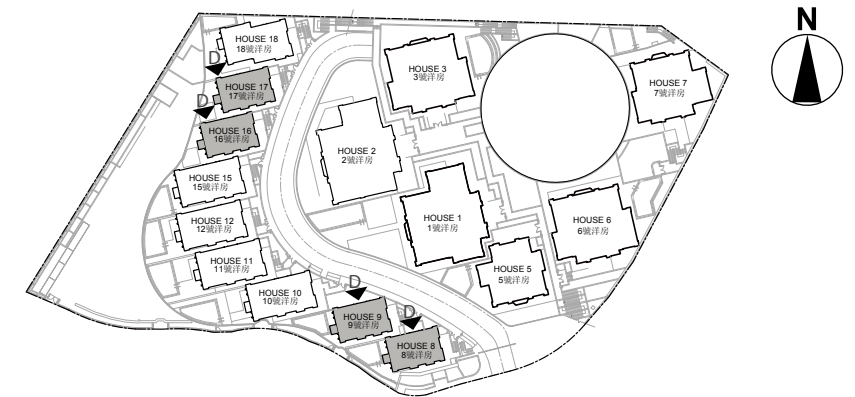 N
HOUSE 18
18號洋房
D
HOUSE 3
3號洋房
HOUSE 7
7號洋房
HOUSE 17
17號洋房
D
HOUSE 16
16號洋房
HOUSE 2
2號洋房
HOUSE 15
15號洋房
HOUSE 12
12號洋房
HOUSE 1
1號洋房
HOUSE 6
6號洋房
HOUSE 11
11號洋房
HOUSE 5
5號洋房
HOUSE 10
10號洋房
D
HOUSE 9
9號洋房
D
HOUSE 8
8號洋房